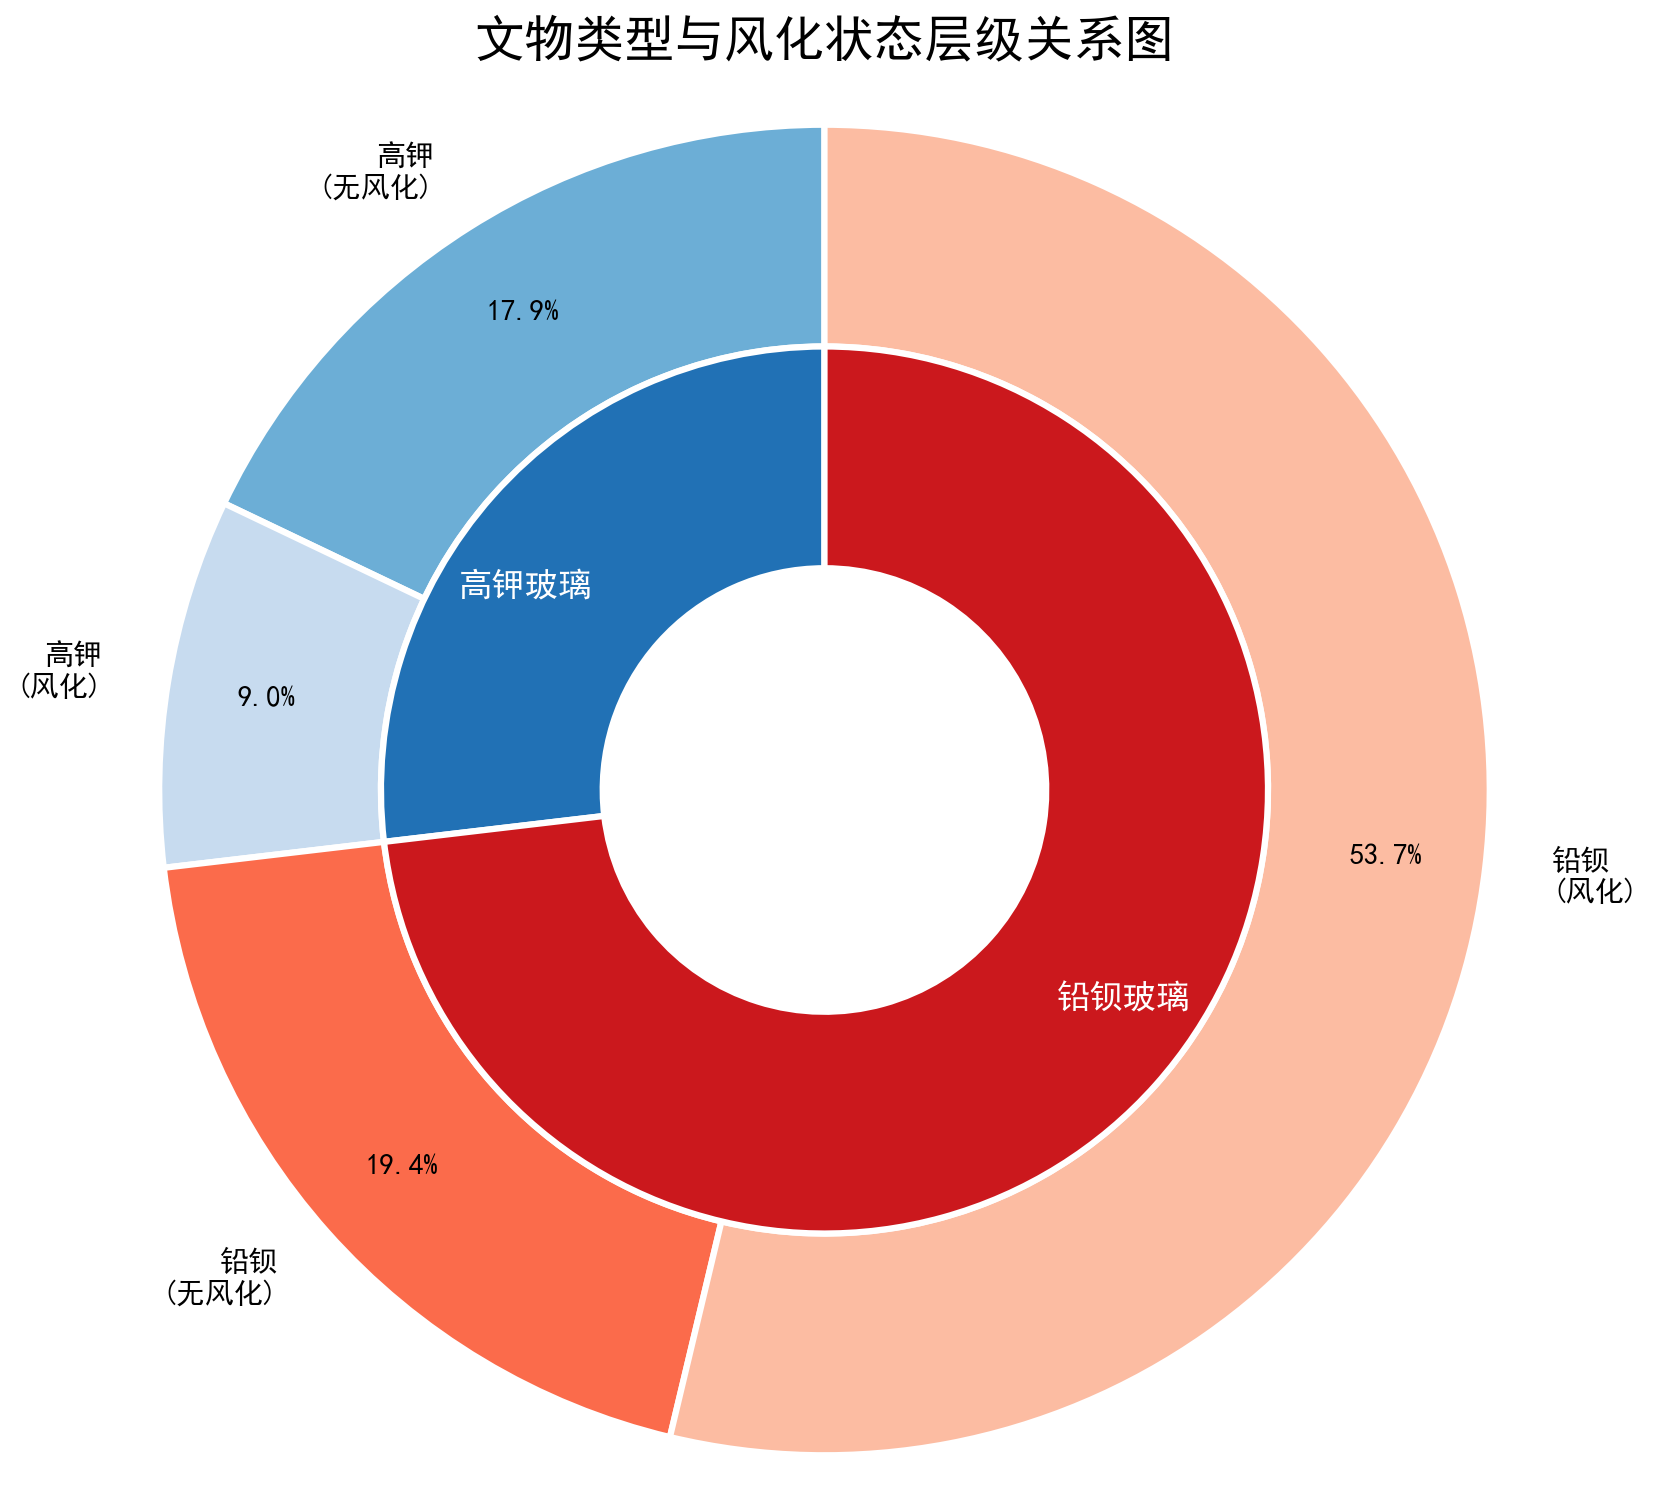 文物类型与风化状态层级关系图
高钾
(无风化)
17.9%
高钾玻璃
高钾
(风化)
9.0%
53.7%
铅钡
(风化)
铅钡玻璃
19.4%
铅钡
(无风化)